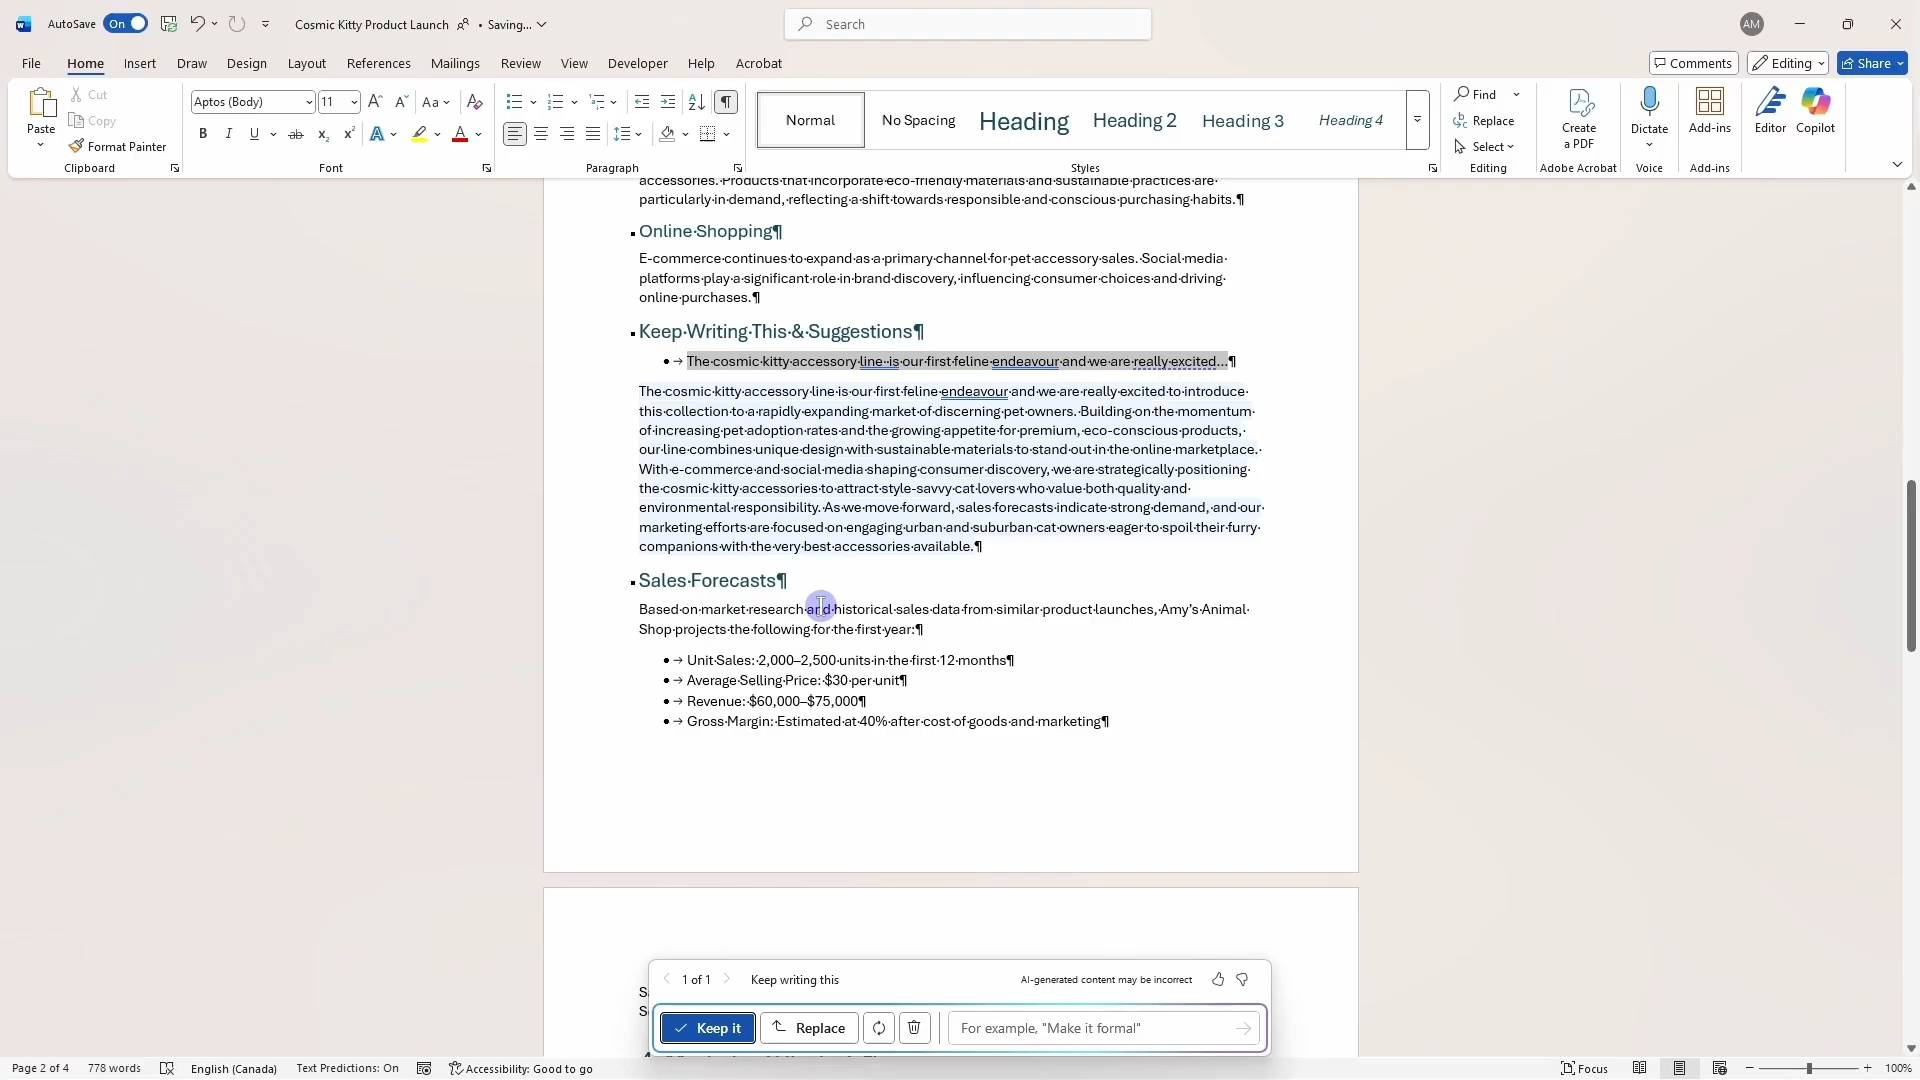 AutoSave On Cosmic Kitty Product Launch • Saving... Search AM
File Home Insert Draw Design Layout References Mailings Review View Developer Help Acrobat Comments Editing Share
Paste Cut Copy Format Painter
Clipboard
Aptos (Body) 11 Aa
B I U ab x₂ x² A A
Font
Paragraph
Normal No Spacing Heading Heading 2 Heading 3 Heading 4
Styles
Find Replace Select
Editing
Create a PDF
Adobe Acrobat
Dictate
Voice
Add-ins
Add-ins
Editor Copilot
accessories. Products that incorporate eco-friendly materials and sustainable practices are
particularly in demand, reflecting a shift towards responsible and conscious purchasing habits.¶
Online Shopping¶
E-commerce continues to expand as a primary channel for pet accessory sales. Social media
platforms play a significant role in brand discovery, influencing consumer choices and driving
online purchases.¶
Keep Writing This & Suggestions¶
• → The cosmic kitty accessory line  is our first feline endeavour and we are really excited...¶
The cosmic kitty accessory line is our first feline endeavour and we are really excited to introduce
this collection to a rapidly expanding market of discerning pet owners. Building on the momentum
of increasing pet adoption rates and the growing appetite for premium, eco-conscious products,
our line combines unique design with sustainable materials to stand out in the online marketplace.
With e-commerce and social media shaping consumer discovery, we are strategically positioning
the cosmic kitty accessories to attract style-savvy cat lovers who value both quality and
environmental responsibility. As we move forward, sales forecasts indicate strong demand, and our
marketing efforts are focused on engaging urban and suburban cat owners eager to spoil their furry
companions with the very best accessories available.¶
Sales Forecasts¶
Based on market research and historical sales data from similar product launches, Amy's Animal
Shop projects the following for the first year:¶
• → Unit Sales: 2,000–2,500 units in the first 12 months¶
• → Average Selling Price: $30 per unit¶
• → Revenue: $60,000–$75,000¶
• → Gross Margin: Estimated at 40% after cost of goods and marketing¶
1 of 1 Keep writing this AI-generated content may be incorrect
Keep it Replace For example, "Make it formal"
Page 2 of 4 778 words English (Canada) Text Predictions: On Accessibility: Good to go Focus 100%